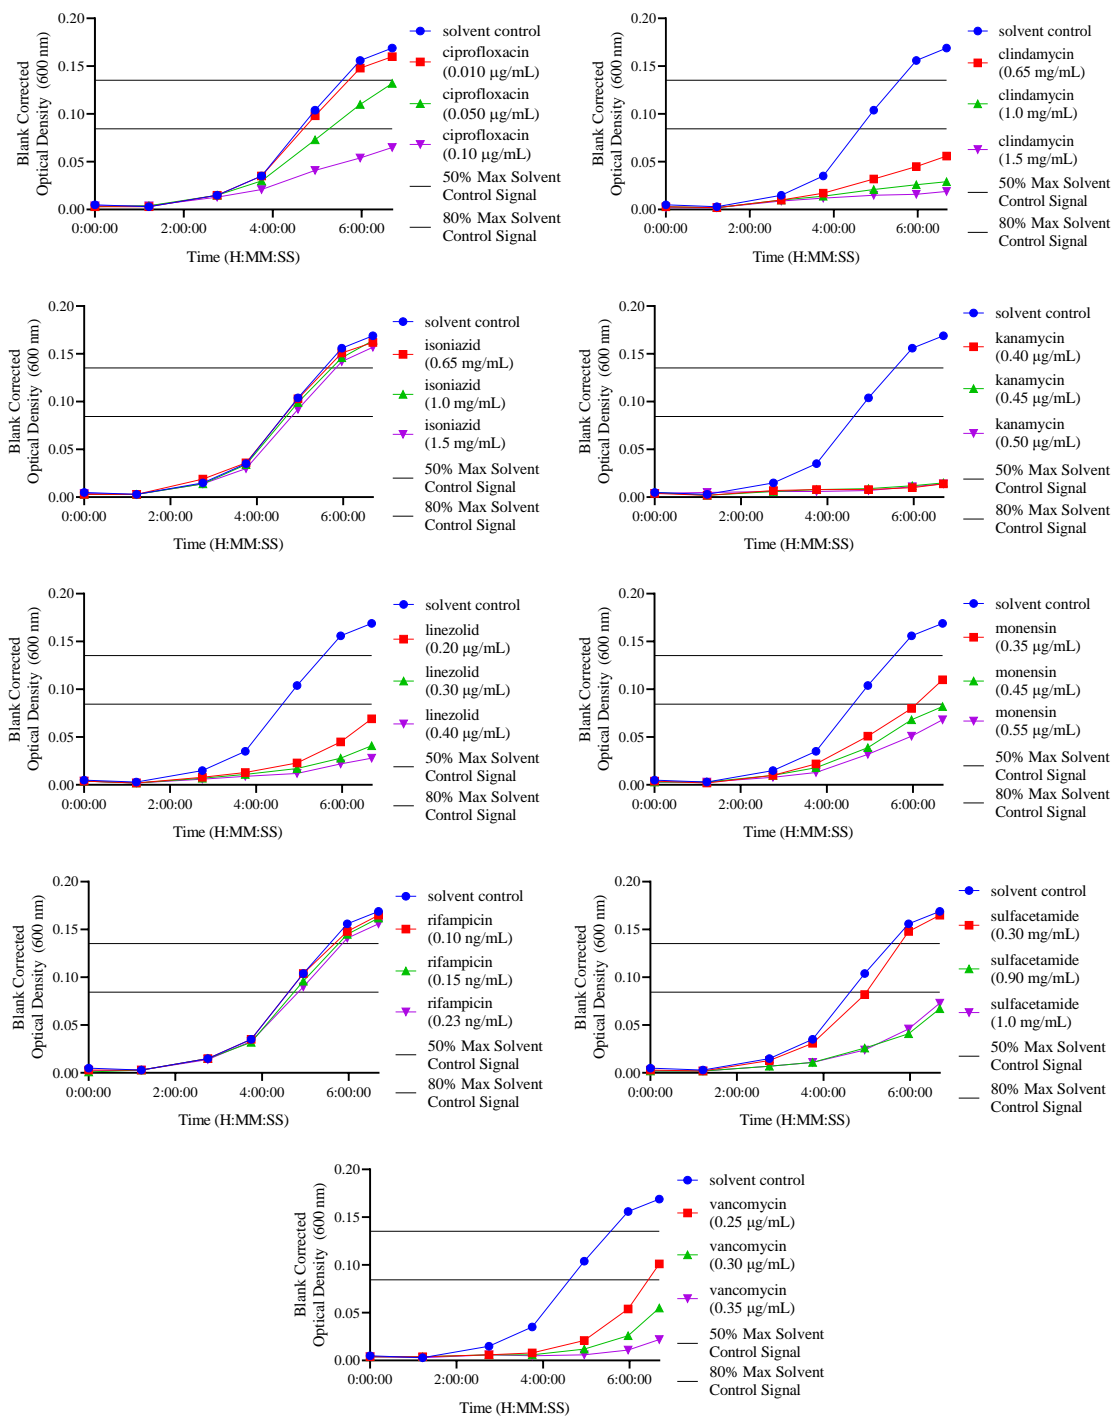 Blank Corrected
Optical Density (600 nm)
0.20
0.15
0.10
0.05
0.00
0:00:00
2:00:00
4:00:00
6:00:00
Time (H:MM:SS)
solvent control
ciprofloxacin
(0.010 µg/mL)
ciprofloxacin
(0.050 µg/mL)
ciprofloxacin
(0.10 µg/mL)
50% Max Solvent
Control Signal
80% Max Solvent
Control Signal
Blank Corrected
Optical Density (600 nm)
0.20
0.15
0.10
0.05
0.00
0:00:00
2:00:00
4:00:00
6:00:00
Time (H:MM:SS)
solvent control
clindamycin
(0.65 mg/mL)
clindamycin
(1.0 mg/mL)
clindamycin
(1.5 mg/mL)
50% Max Solvent
Control Signal
80% Max Solvent
Control Signal
Blank Corrected
Optical Density (600 nm)
0.20
0.15
0.10
0.05
0.00
0:00:00
2:00:00
4:00:00
6:00:00
Time (H:MM:SS)
solvent control
isoniazid
(0.65 mg/mL)
isoniazid
(1.0 mg/mL)
isoniazid
(1.5 mg/mL)
50% Max Solvent
Control Signal
80% Max Solvent
Control Signal
Blank Corrected
Optical Density (600 nm)
0.20
0.15
0.10
0.05
0.00
0:00:00
2:00:00
4:00:00
6:00:00
Time (H:MM:SS)
solvent control
kanamycin
(0.40 µg/mL)
kanamycin
(0.45 µg/mL)
kanamycin
(0.50 µg/mL)
50% Max Solvent
Control Signal
80% Max Solvent
Control Signal
Blank Corrected
Optical Density (600 nm)
0.20
0.15
0.10
0.05
0.00
0:00:00
2:00:00
4:00:00
6:00:00
Time (H:MM:SS)
solvent control
linezolid
(0.20 µg/mL)
linezolid
(0.30 µg/mL)
linezolid
(0.40 µg/mL)
50% Max Solvent
Control Signal
80% Max Solvent
Control Signal
Blank Corrected
Optical Density (600 nm)
0.20
0.15
0.10
0.05
0.00
0:00:00
2:00:00
4:00:00
6:00:00
Time (H:MM:SS)
solvent control
monensin
(0.35 µg/mL)
monensin
(0.45 µg/mL)
monensin
(0.55 µg/mL)
50% Max Solvent
Control Signal
80% Max Solvent
Control Signal
Blank Corrected
Optical Density (600 nm)
0.20
0.15
0.10
0.05
0.00
0:00:00
2:00:00
4:00:00
6:00:00
Time (H:MM:SS)
solvent control
rifampicin
(0.10 ng/mL)
rifampicin
(0.15 ng/mL)
rifampicin
(0.23 ng/mL)
50% Max Solvent
Control Signal
80% Max Solvent
Control Signal
Blank Corrected
Optical Density (600 nm)
0.20
0.15
0.10
0.05
0.00
0:00:00
2:00:00
4:00:00
6:00:00
Time (H:MM:SS)
solvent control
sulfacetamide
(0.30 mg/mL)
sulfacetamide
(0.90 mg/mL)
sulfacetamide
(1.0 mg/mL)
50% Max Solvent
Control Signal
80% Max Solvent
Control Signal
Blank Corrected
Optical Density (600 nm)
0.20
0.15
0.10
0.05
0.00
0:00:00
2:00:00
4:00:00
6:00:00
Time (H:MM:SS)
solvent control
vancomycin
(0.25 µg/mL)
vancomycin
(0.30 µg/mL)
vancomycin
(0.35 µg/mL)
50% Max Solvent
Control Signal
80% Max Solvent
Control Signal